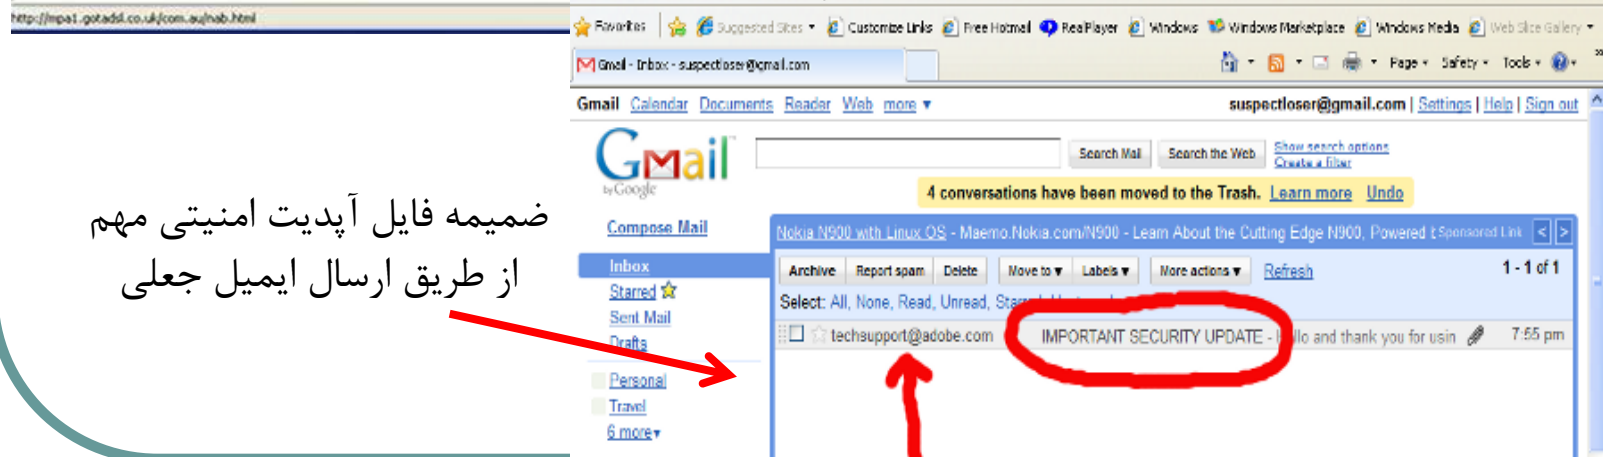 http://mpa1.gotadsl.co.uk/com.au/nab.html
Favorites Suggested Sites Customize Links Free Hotmail RealPlayer Windows Windows Marketplace Windows Media Web Slice Gallery
Gmail - Inbox - suspectloser@gmail.com Page Safety Tools
Gmail Calendar Documents Reader Web more suspectloser@gmail.com | Settings | Help | Sign out
Gmail
by Google
Search Mail Search the Web Show search options
Create a filter
4 conversations have been moved to the Trash. Learn more Undo
ضمیمه فایل آپدیت امنیتی مهم
از طریق ارسال ایمیل جعلی
Compose Mail
Inbox
Starred
Sent Mail
Drafts
Personal
Travel
6 more
Nokia N900 with Linux OS - Maemo.Nokia.com/N900 - Learn About the Cutting Edge N900, Powered Sponsored Link < >
Archive Report spam Delete Move to Labels More actions Refresh 1 - 1 of 1
Select: All, None, Read, Unread,
techsupport@adobe.com IMPORTANT SECURITY UPDATE - and thank you for usin 7:55 pm